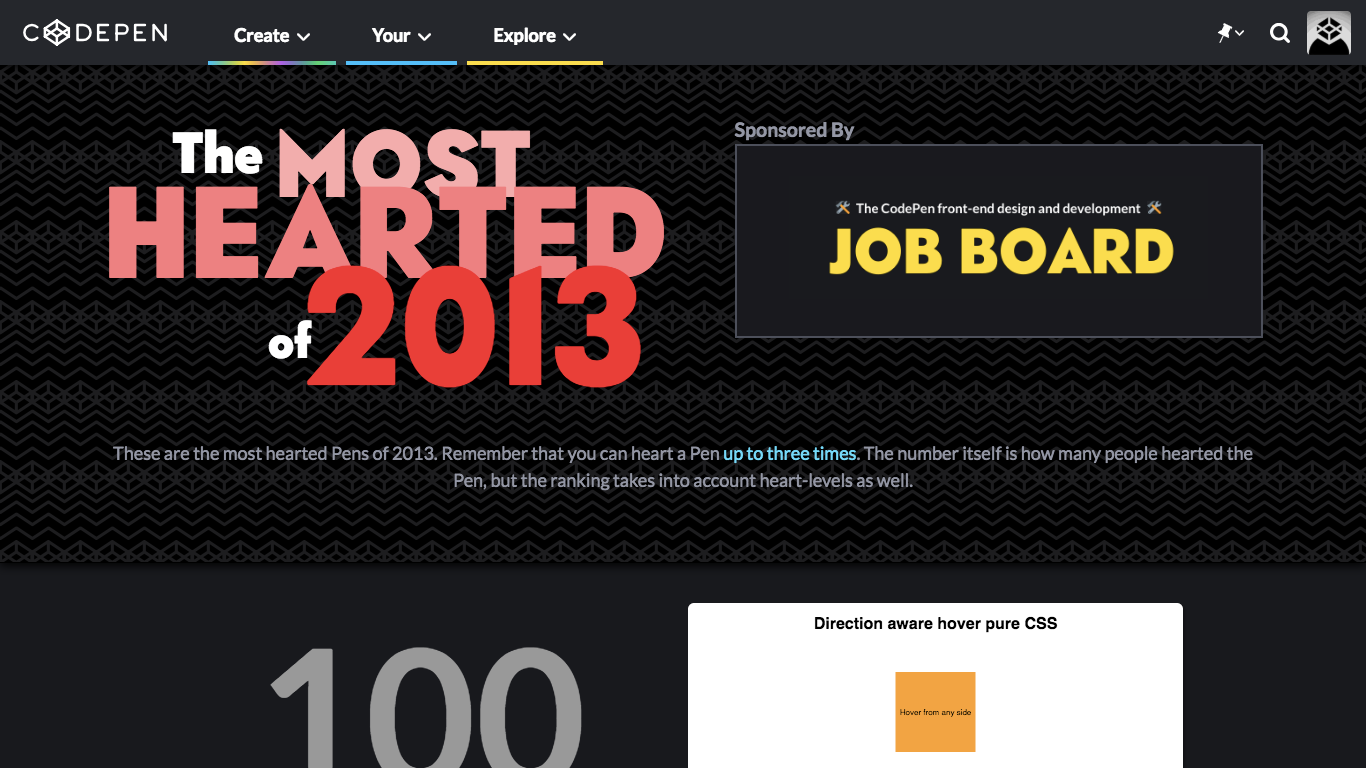 CODEPEN
Create
Your
Explore
The MOST
HEARTED
of 2013
Sponsored By
The CodePen front-end design and development
JOB BOARD
These are the most hearted Pens of 2013. Remember that you can heart a Pen up to three times. The number itself is how many people hearted the
Pen, but the ranking takes into account heart-levels as well.
100
Direction aware hover pure CSS
Hover from any side